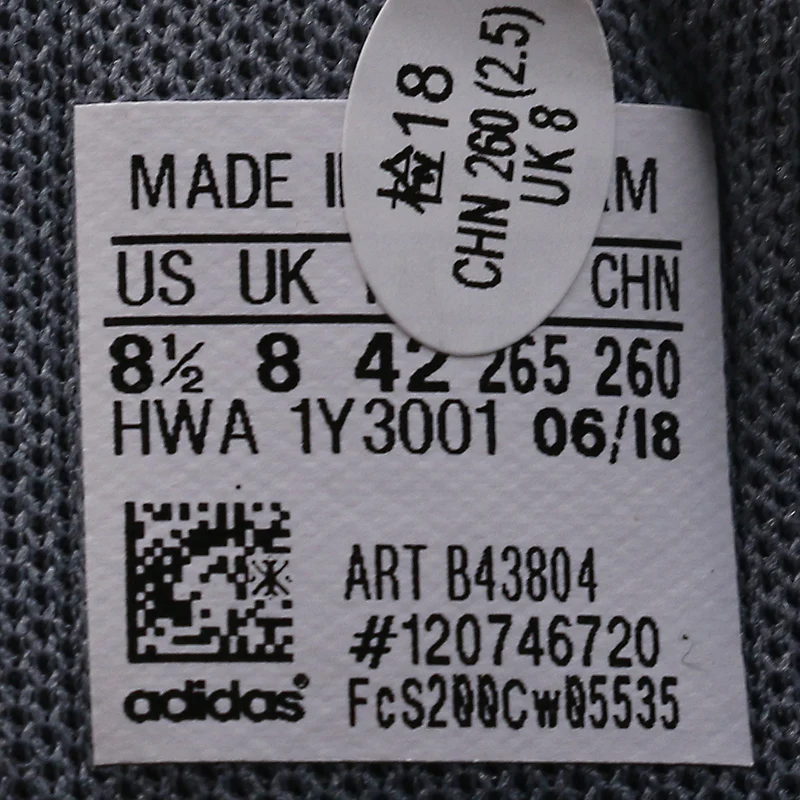 检18
CHN 260 (2.5)
UK 8
MADE I AM
US UK CHN
8½ 8 42 265 260
HWA 1Y3001 06/18
ART B43804
#120746720
adidas®
FcS200Cw05535